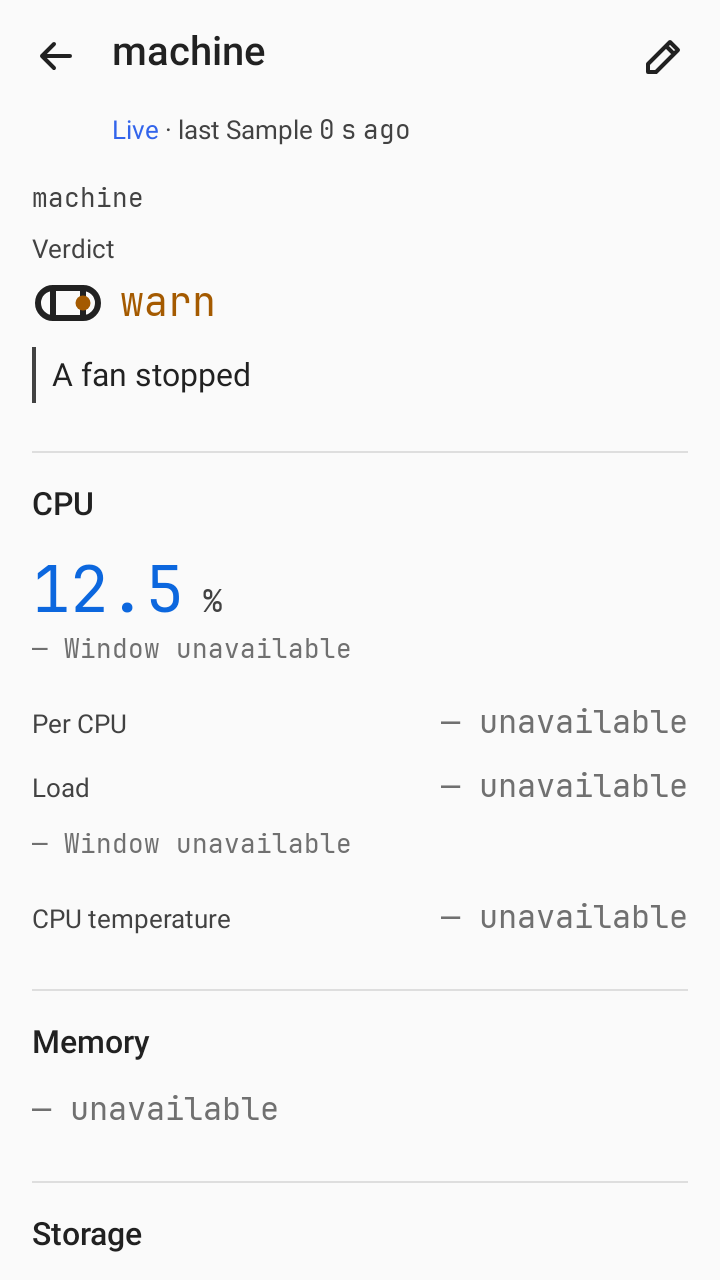 machine
Live · last Sample 0 s ago
machine
Verdict
warn
A fan stopped
CPU
12.5 %
— Window unavailable
Per CPU — unavailable
Load — unavailable
— Window unavailable
CPU temperature — unavailable
Memory
— unavailable
Storage